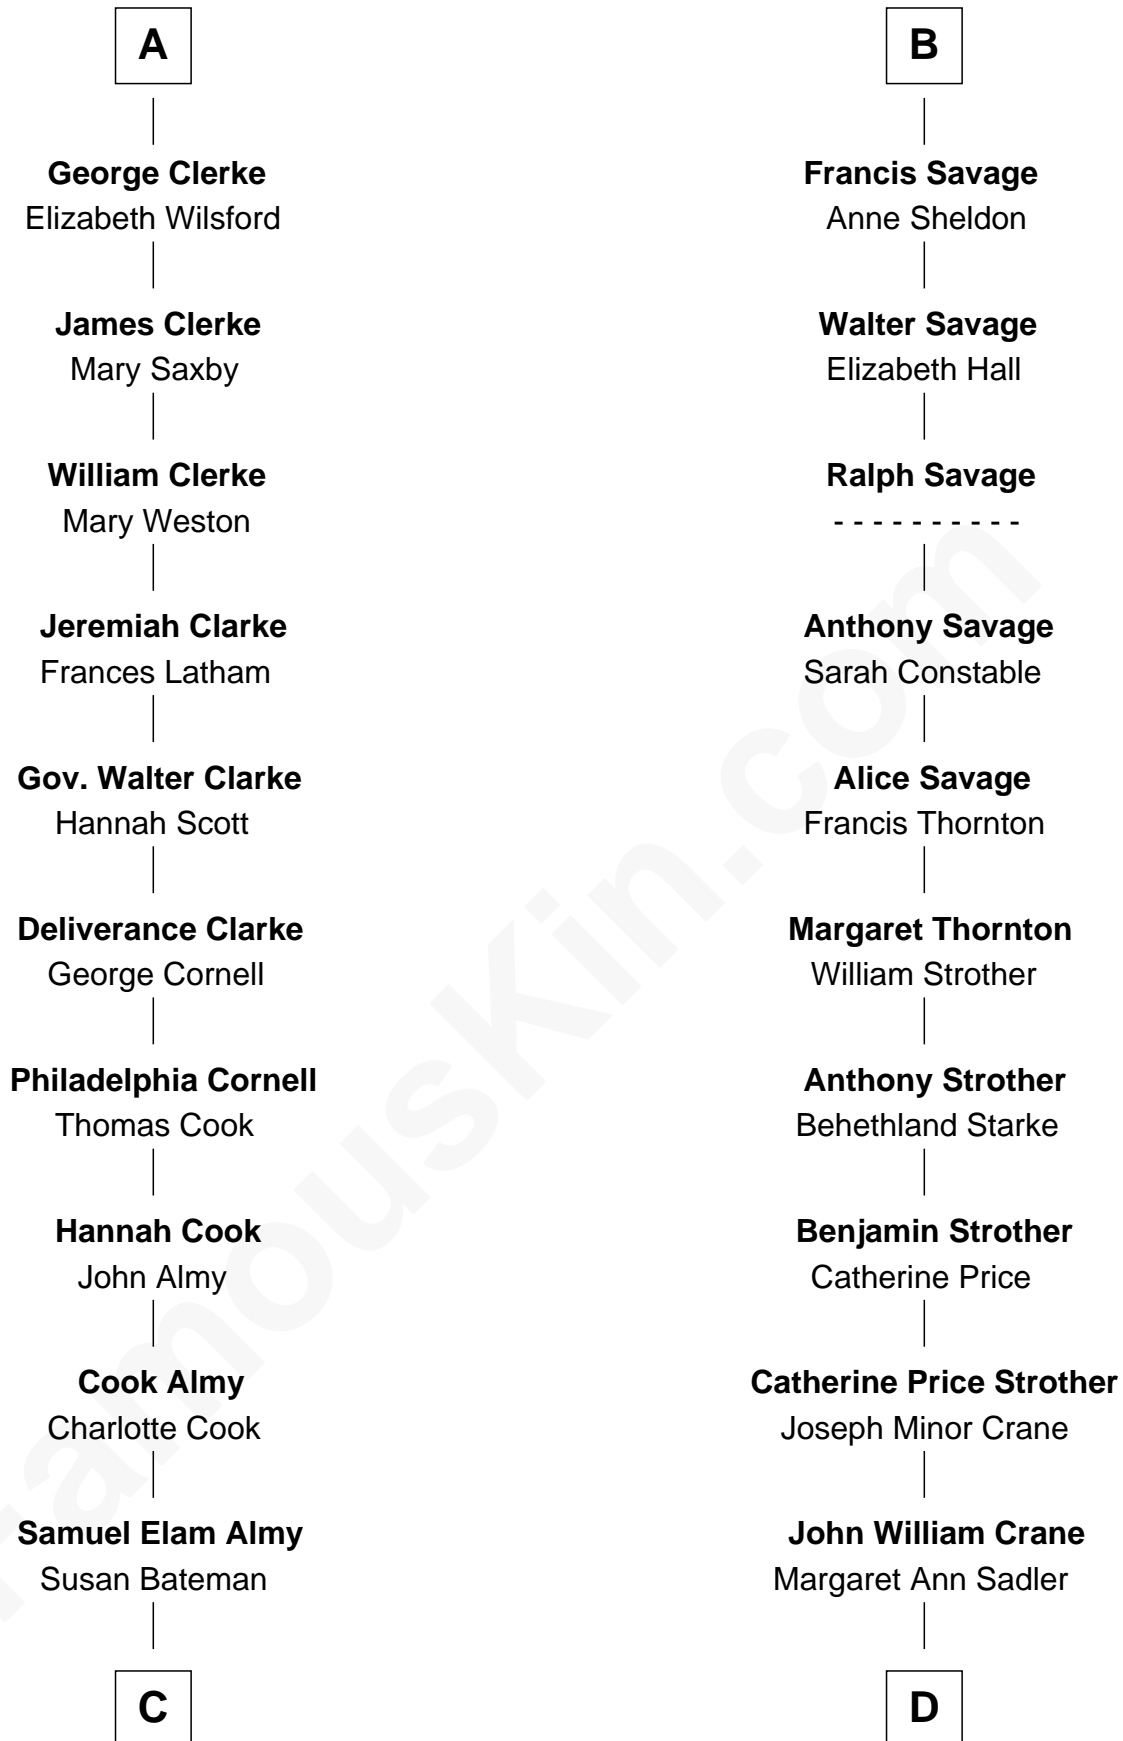 A
George Clerke
Elizabeth Wilsford
James Clerke
Mary Saxby
William Clerke
Mary Weston
Jeremiah Clarke
Frances Latham
Gov. Walter Clarke
Hannah Scott
Deliverance Clarke
George Cornell
Philadelphia Cornell
Thomas Cook
Hannah Cook
John Almy
Cook Almy
Charlotte Cook
Samuel Elam Almy
Susan Bateman
C
B
Francis Savage
Anne Sheldon
Walter Savage
Elizabeth Hall
Ralph Savage
- - - - - - - - - -
Anthony Savage
Sarah Constable
Alice Savage
Francis Thornton
Margaret Thornton
William Strother
Anthony Strother
Behethland Starke
Benjamin Strother
Catherine Price
Catherine Price Strother
Joseph Minor Crane
John William Crane
Margaret Ann Sadler
D
FamousKin.com